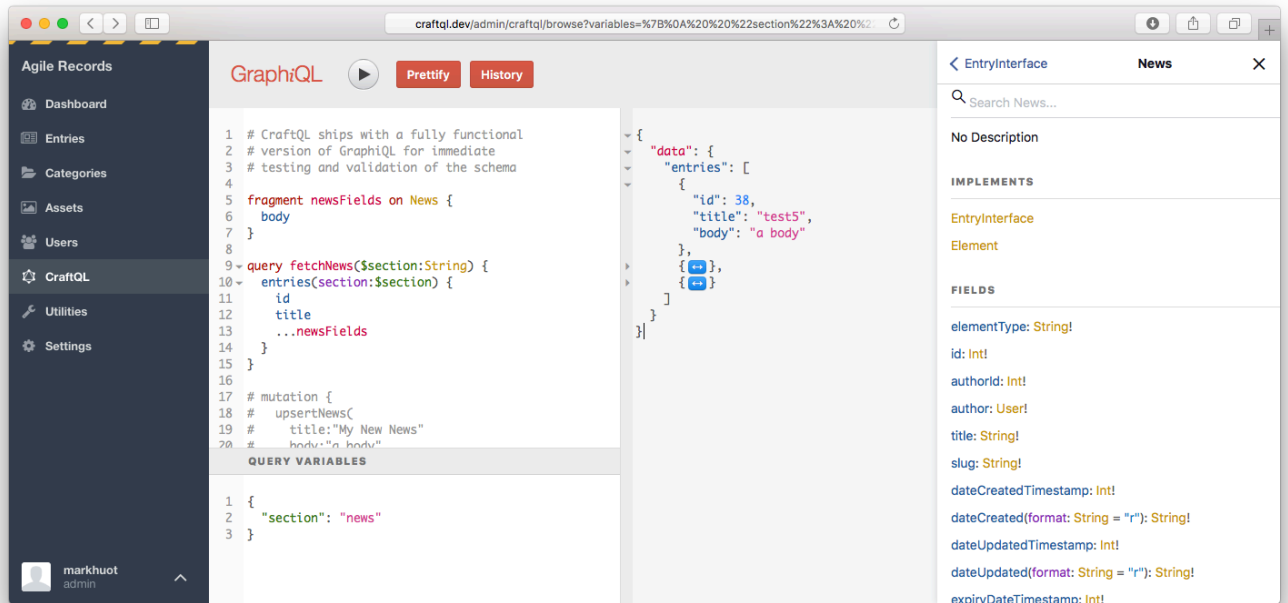 craftql.dev/admin/craftql/browse?variables=%7B%0A%20%20%22section%22%3A%20%2
Agile Records
Dashboard
Entries
Categories
Assets
Users
CraftQL
Utilities
Settings
markhuot
admin
GraphiQL
Prettify
History
1 # CraftQL ships with a fully functional
2 # version of GraphiQL for immediate
3 # testing and validation of the schema
4
5 fragment newsFields on News {
6 body
7 }
8
9 query fetchNews($section:String) {
10 entries(section:$section) {
11 id
12 title
13 ...newsFields
14 }
15 }
16
17 # mutation {
18 # upsertNews(
19 # title:"My New News"
20 # body:"a body"
QUERY VARIABLES
1 {
2 "section": "news"
3 }
{
"data": {
"entries": [
{
"id": 38,
"title": "test5",
"body": "a body"
},
{↔},
{↔}
]
}
}
EntryInterface
News
Search News...
No Description
IMPLEMENTS
EntryInterface
Element
FIELDS
elementType: String!
id: Int!
authorId: Int!
author: User!
title: String!
slug: String!
dateCreatedTimestamp: Int!
dateCreated(format: String = "r"): String!
dateUpdatedTimestamp: Int!
dateUpdated(format: String = "r"): String!
expiryDateTimestamp: Int!